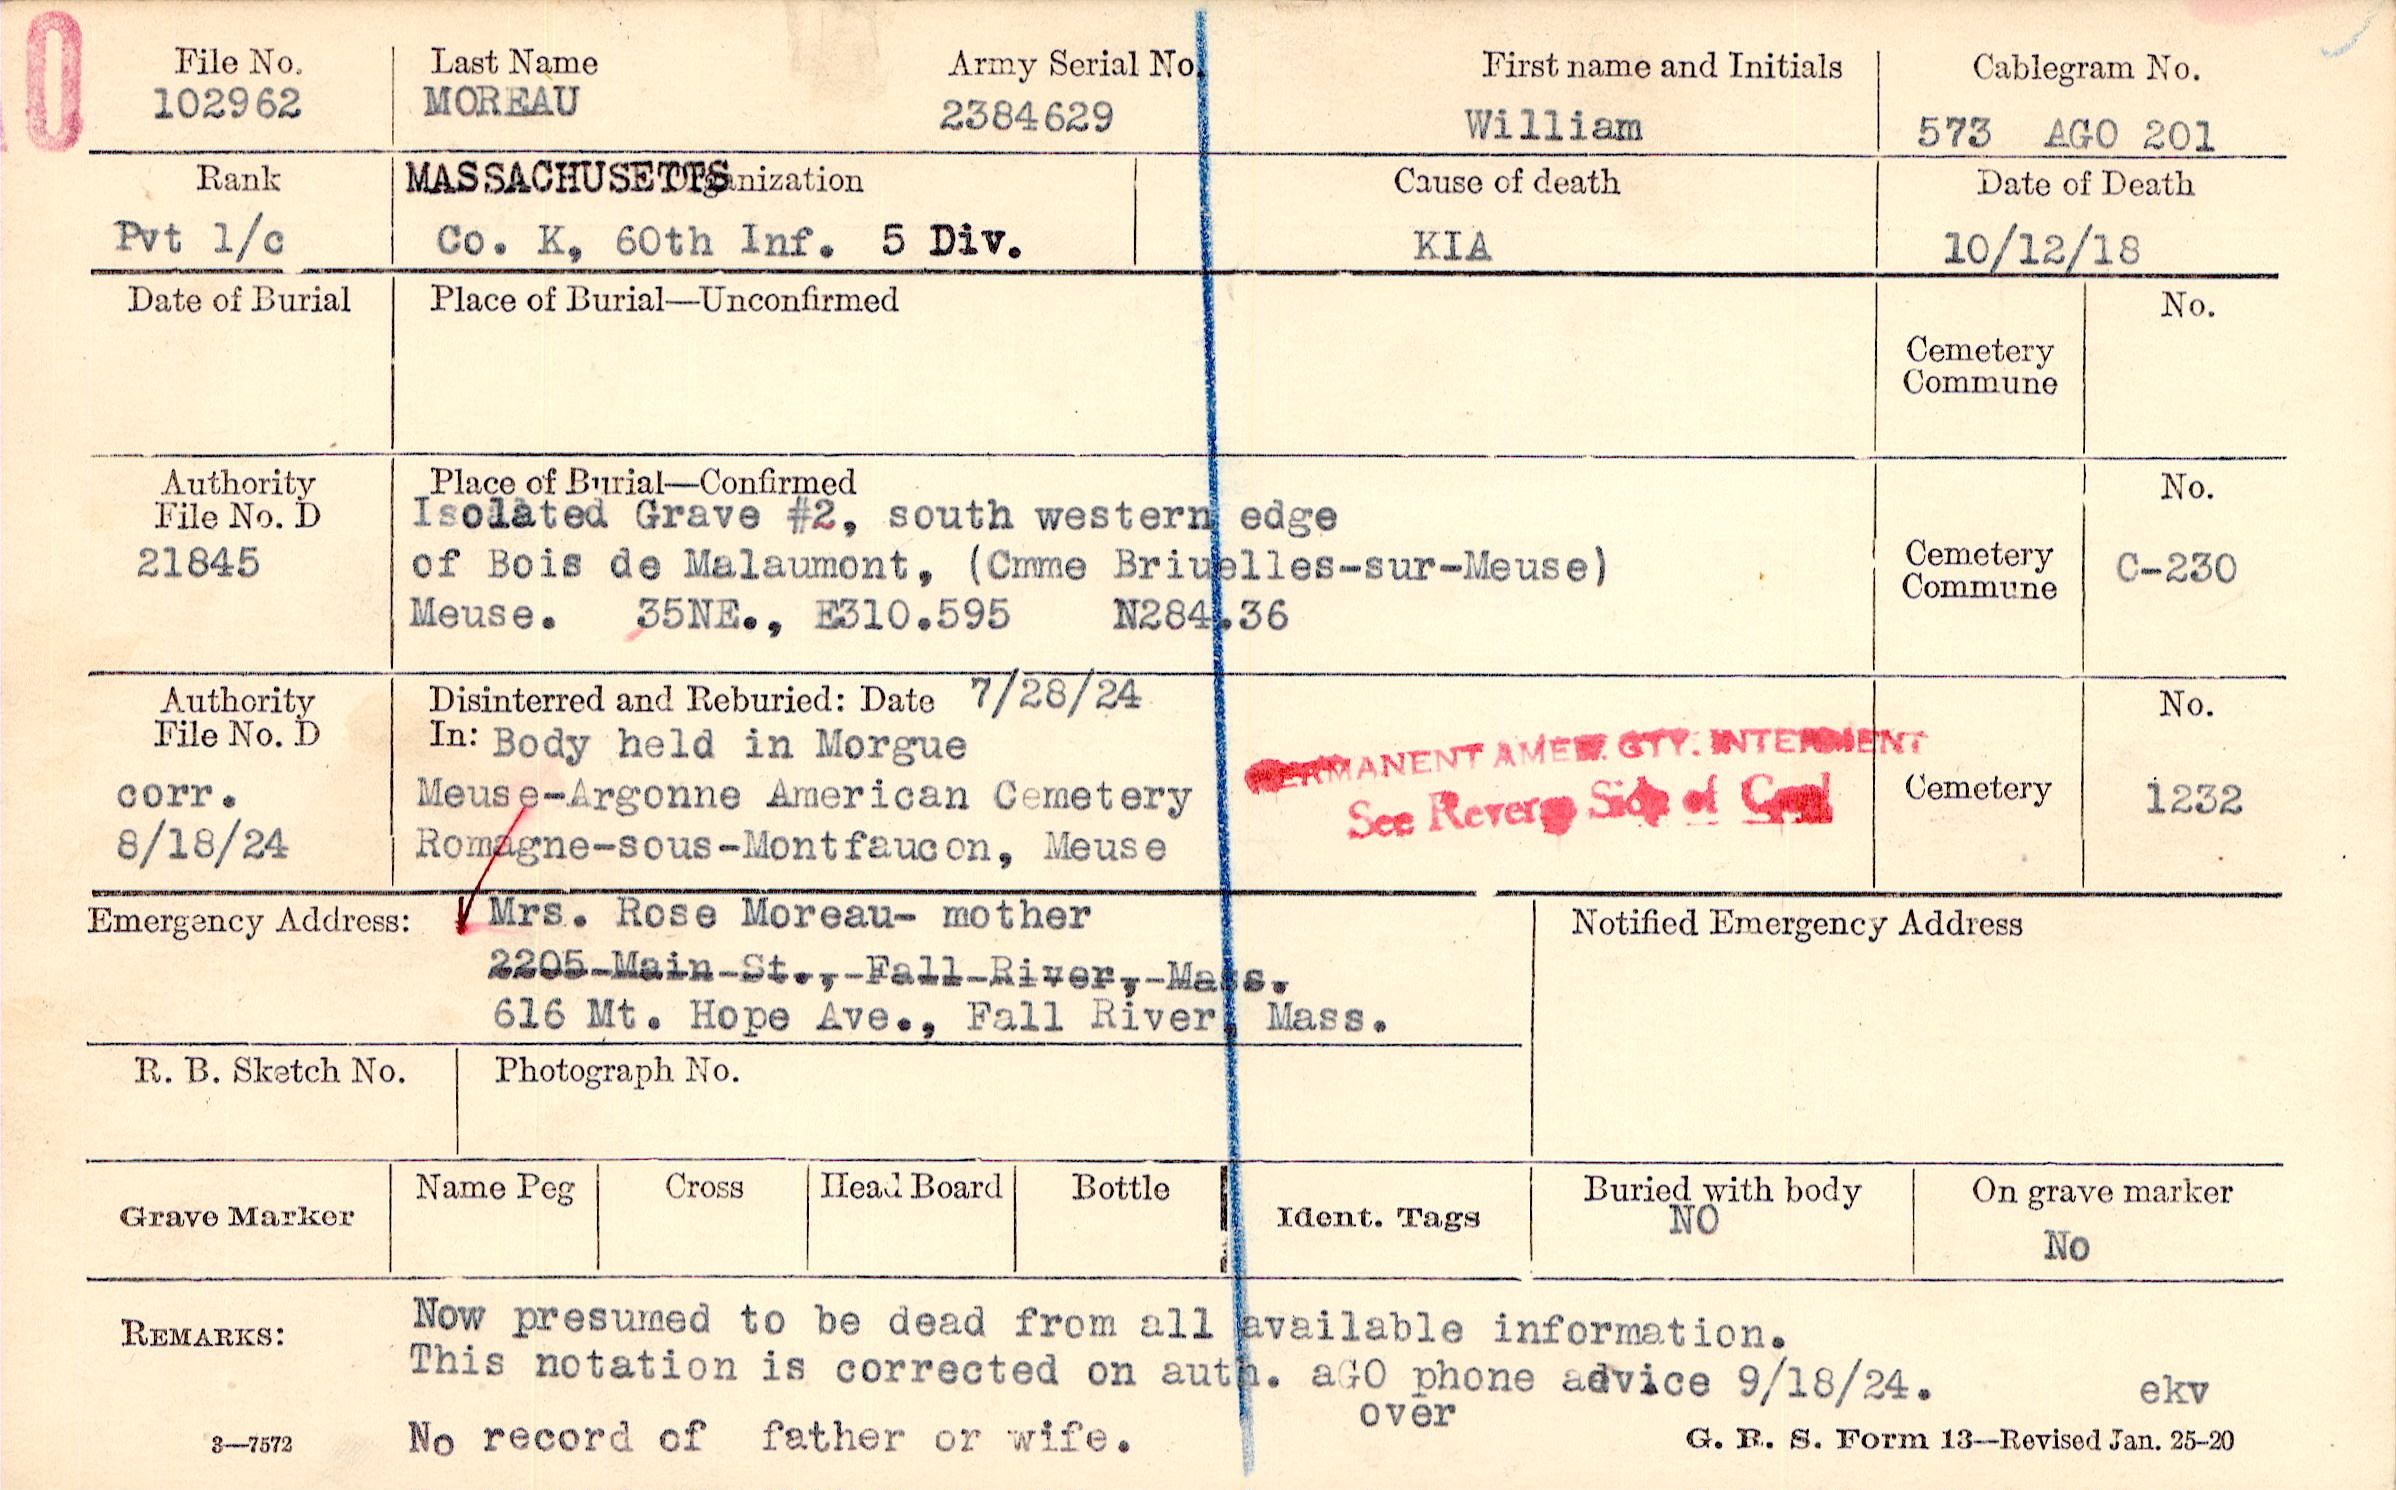 0
File No. Last Name Army Serial No. First name and Initials Cablegram No.
102962 MOREAU 2384629 William 573 AGO 201
Rank MASSACHUSETTS Organization Cause of death Date of Death
Pvt 1/c Co. K, 60th Inf. 5 Div. KIA 10/12/18
Date of Burial Place of Burial—Unconfirmed No.
Cemetery
Commune
Authority Place of Burial—Confirmed No.
File No. D Isolated Grave #2, south western edge
21845 of Bois de Malaumont, (Cmme Briuelles-sur-Meuse) Cemetery C-230
Commune
Meuse. 35NE., E310.595 N284.36
Authority Disinterred and Reburied: Date 7/28/24 No.
File No. D In: Body held in Morgue PERMANENT AMER. CTY. INTERMENT
corr. Meuse-Argonne American Cemetery See Reverse Side of Card Cemetery 1232
8/18/24 Romagne-sous-Montfaucon, Meuse
Emergency Address: Mrs. Rose Moreau- mother Notified Emergency Address
2205-Main-St.,-Fall-River,-Mass.
616 Mt. Hope Ave., Fall River, Mass.
R. B. Sketch No. Photograph No.
Grave Marker Name Peg Cross Head Board Bottle Ident. Tags Buried with body On grave marker
NO No
REMARKS: Now presumed to be dead from all available information.
This notation is corrected on auth. aGO phone advice 9/18/24. ekv
over
3—7572 No record of father or wife. G. R. S. Form 13—Revised Jan. 25-20